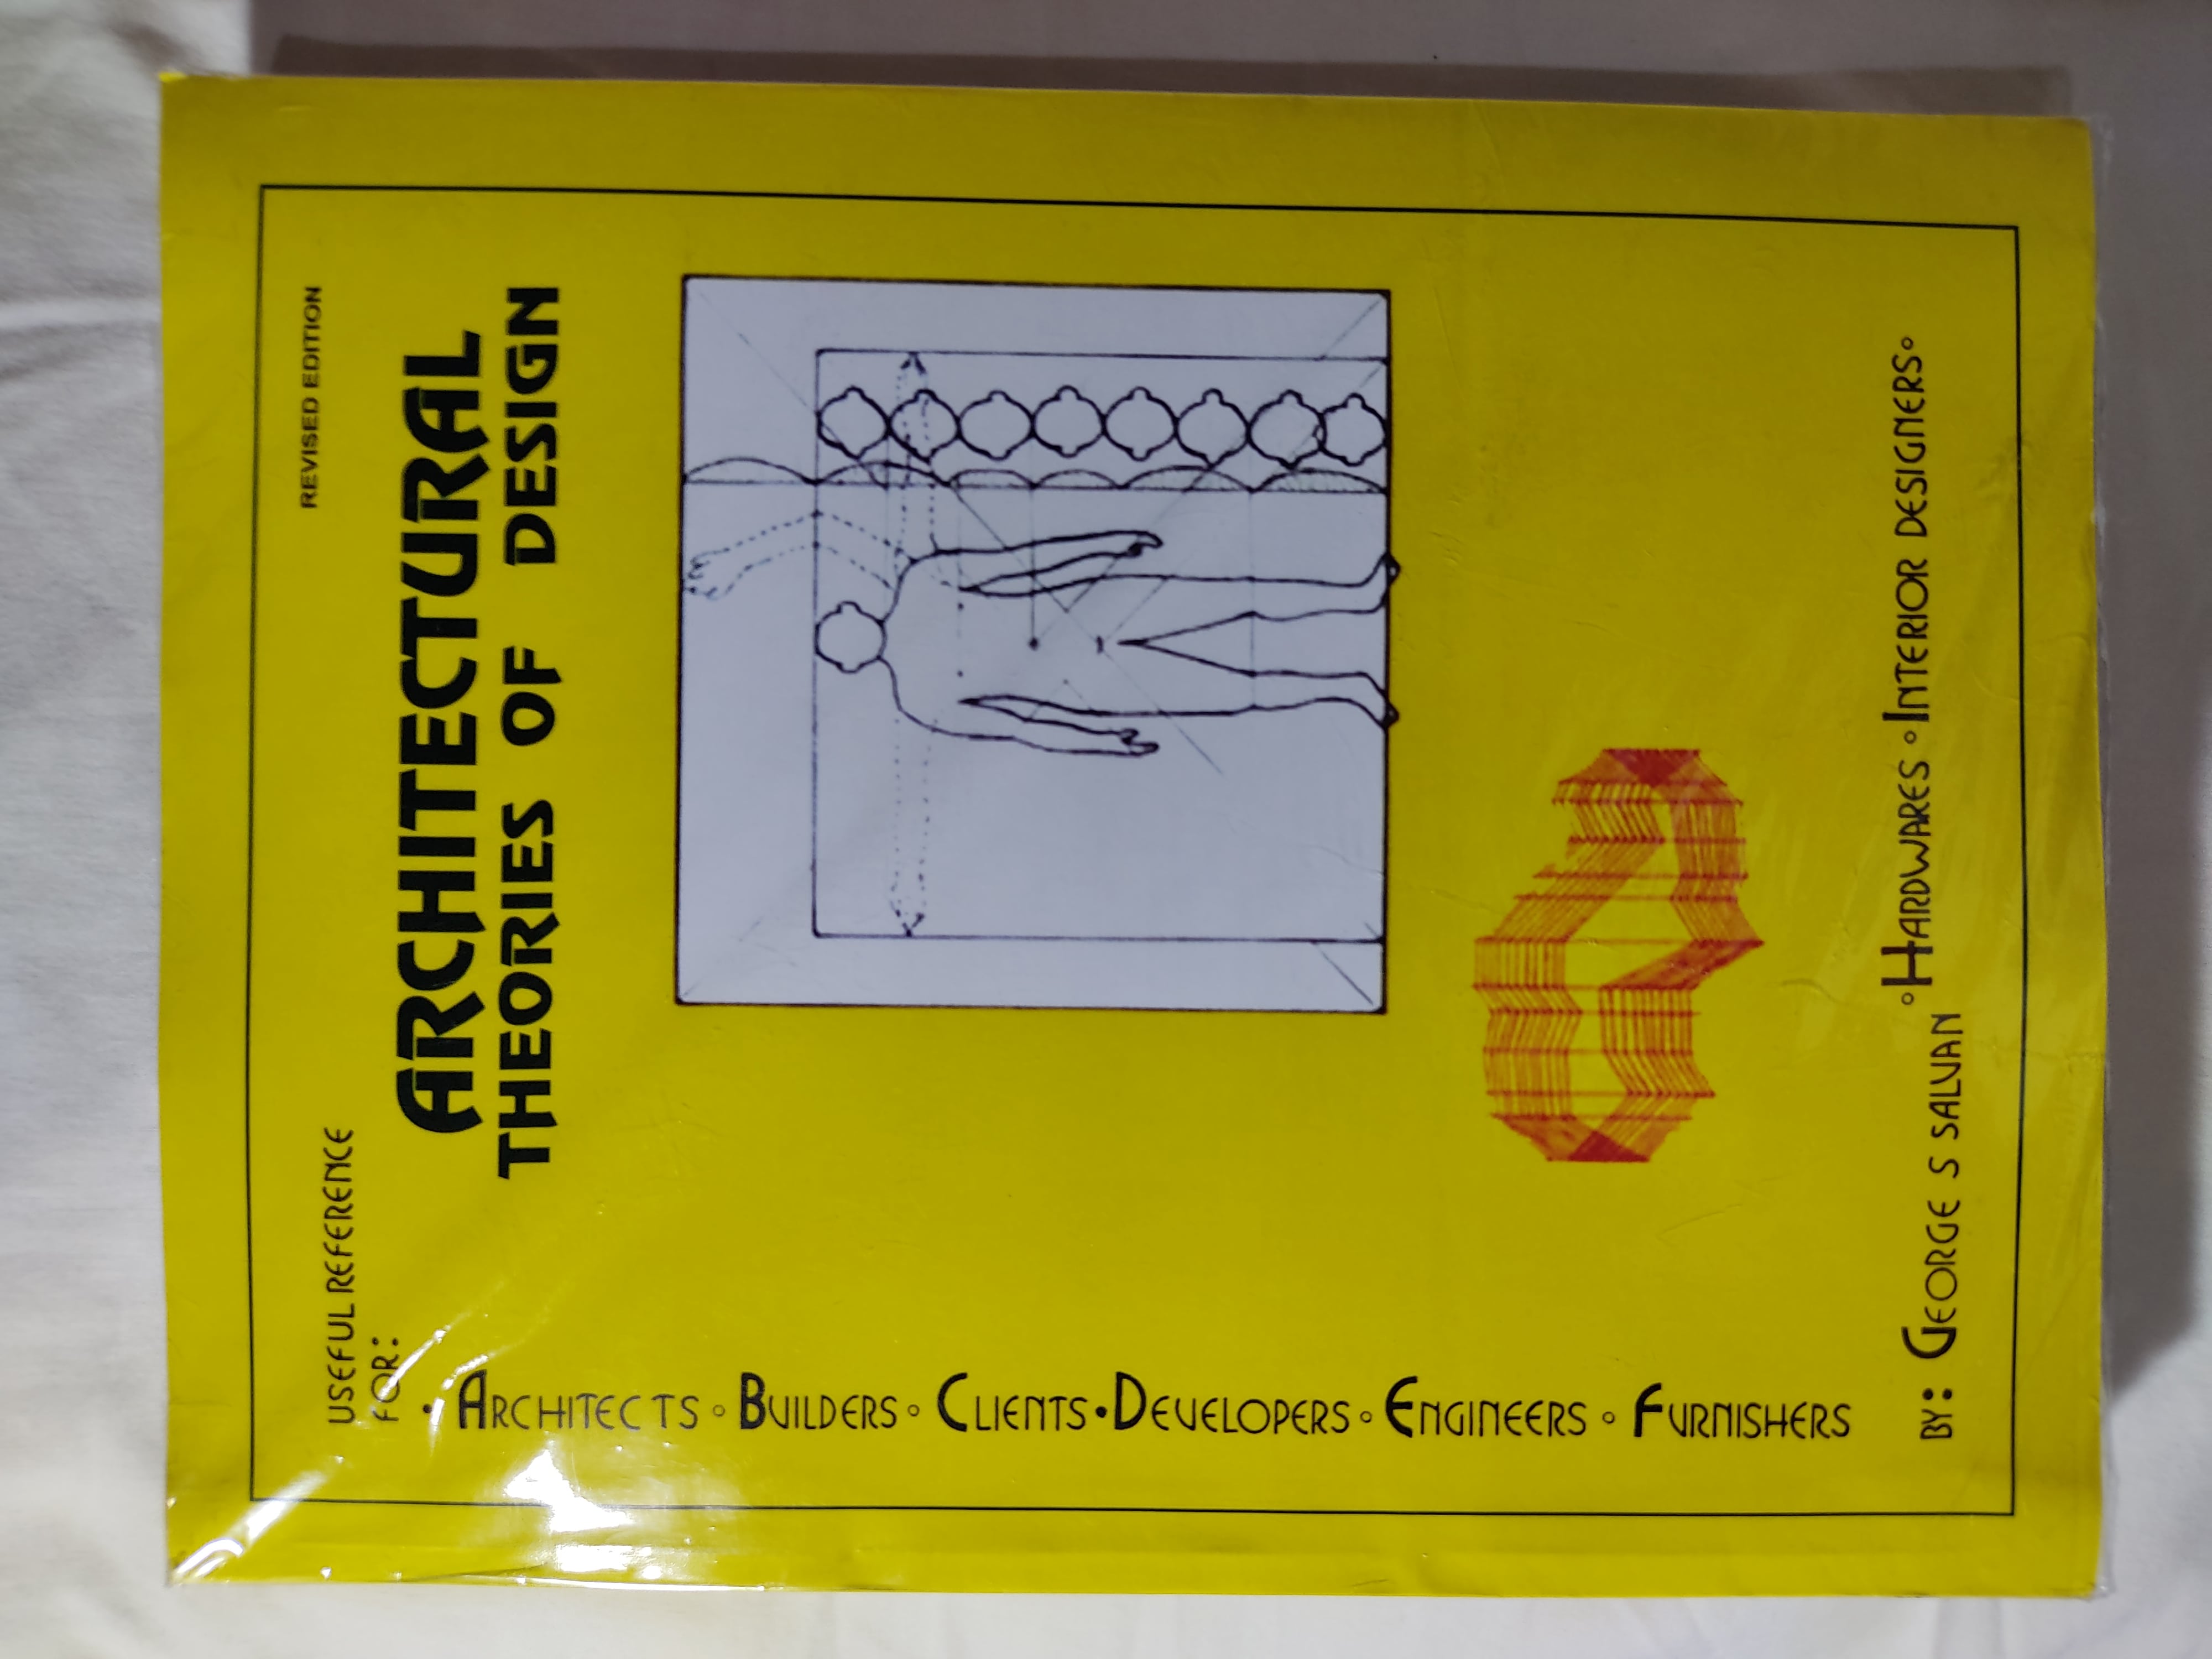 REVISED EDITION
USEFUL REFERENCE
FOR:
ARCHITECTURAL
THEORIES OF DESIGN
• ARCHITECTS ◦ BUILDERS ◦ CLIENTS • DEVELOPERS ◦ ENGINEERS ◦ FURNISHERS
◦ HARDWARES ◦ INTERIOR DESIGNERS ◦
BY: GEORGE S SALVAN